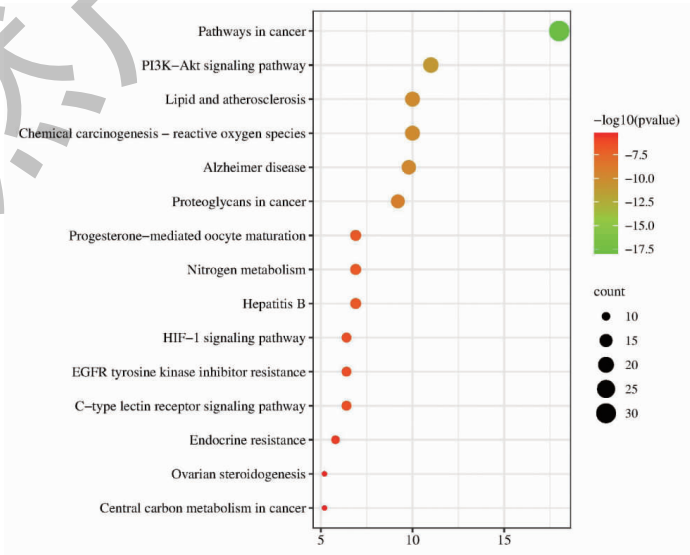 Pathways in cancer
PI3K−Akt signaling pathway
Lipid and atherosclerosis
Chemical carcinogenesis − reactive oxygen species
Alzheimer disease
Proteoglycans in cancer
Progesterone−mediated oocyte maturation
Nitrogen metabolism
Hepatitis B
HIF−1 signaling pathway
EGFR tyrosine kinase inhibitor resistance
C−type lectin receptor signaling pathway
Endocrine resistance
Ovarian steroidogenesis
Central carbon metabolism in cancer
5 10 15
−log10(pvalue)
−7.5
−10.0
−12.5
−15.0
−17.5
count
10
15
20
25
30